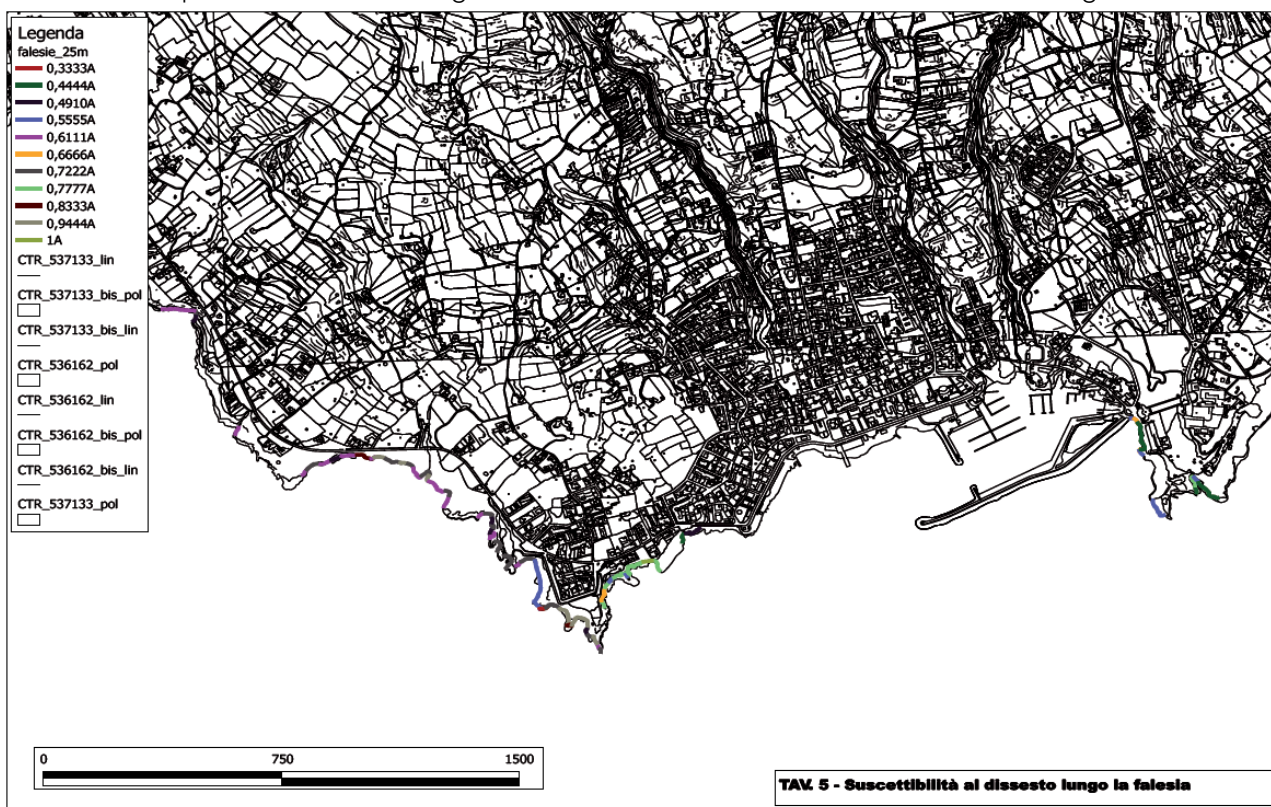 Legenda
falesie_25m
0,3333A
0,4444A
0,4910A
0,5555A
0,6111A
0,6666A
0,7222A
0,7777A
0,8333A
0,9444A
1A
CTR_537133_lin
CTR_537133_bis_pol
CTR_537133_bis_lin
CTR_536162_pol
CTR_536162_lin
CTR_536162_bis_pol
CTR_536162_bis_lin
CTR_537133_pol
0 750 1500
TAV. 5 - Suscettibilità al dissesto lungo la falesia